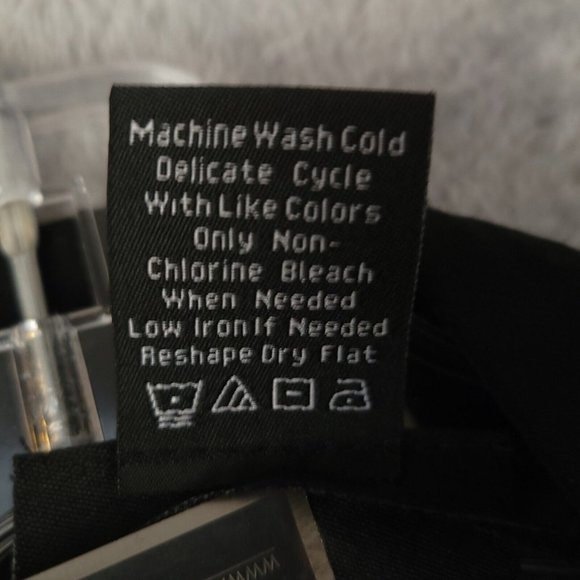 Machine Wash Cold
Delicate Cycle
With Like Colors
Only Non-
Chlorine Bleach
When Needed
Low Iron If Needed
Reshape Dry Flat